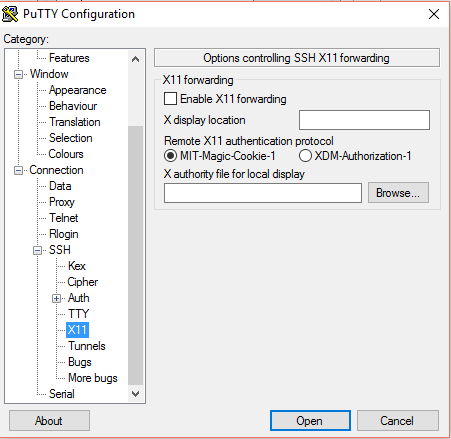 PuTTY Configuration
Category:
Features
Window
Appearance
Behaviour
Translation
Selection
Colours
Connection
Data
Proxy
Telnet
Rlogin
SSH
Kex
Cipher
Auth
TTY
X11
Tunnels
Bugs
More bugs
Serial
Options controlling SSH X11 forwarding
X11 forwarding
Enable X11 forwarding
X display location
Remote X11 authentication protocol
MIT-Magic-Cookie-1 XDM-Authorization-1
X authority file for local display
Browse...
About Open Cancel